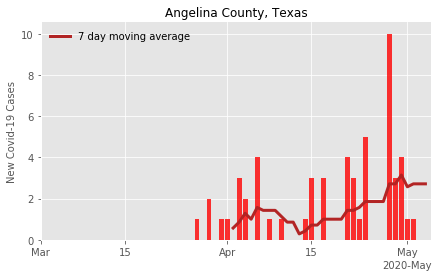 Angelina County, Texas
7 day moving average
New Covid-19 Cases
10
8
6
4
2
0
Mar
15
Apr
15
May
2020-May